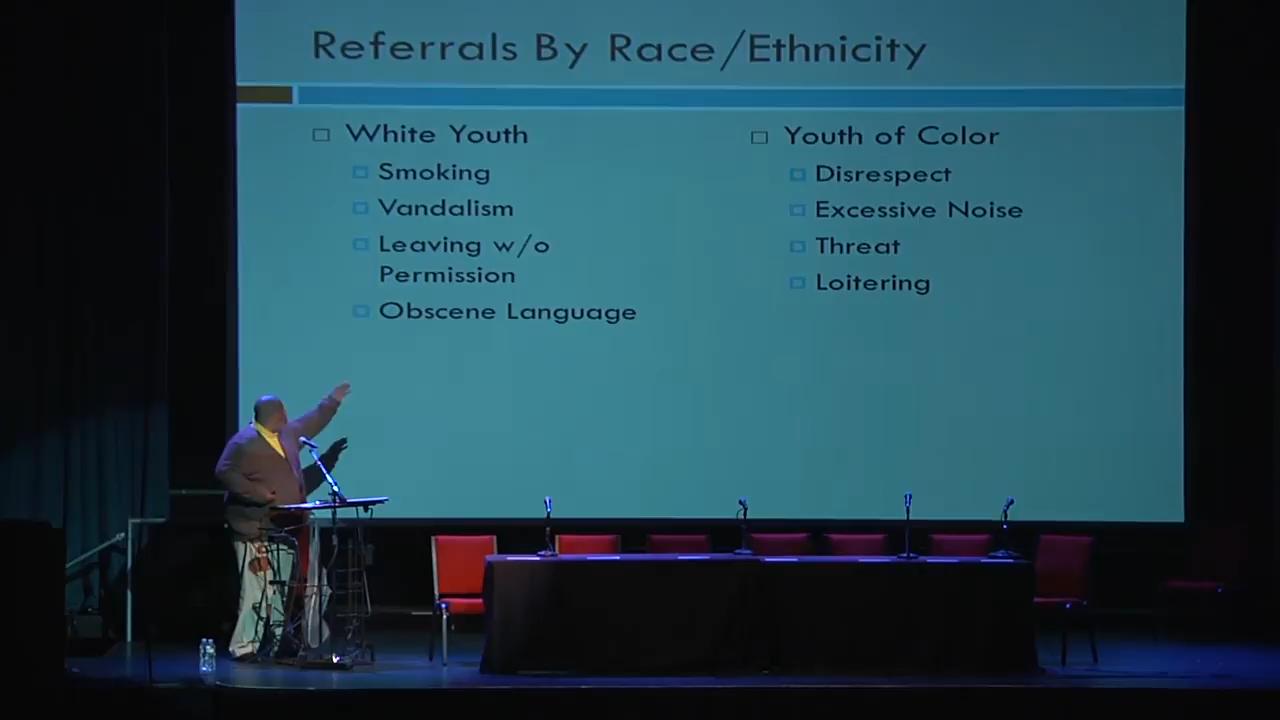 Referrals By Race/Ethnicity
White Youth
Smoking
Vandalism
Leaving w/o
Permission
Obscene Language
Youth of Color
Disrespect
Excessive Noise
Threat
Loitering